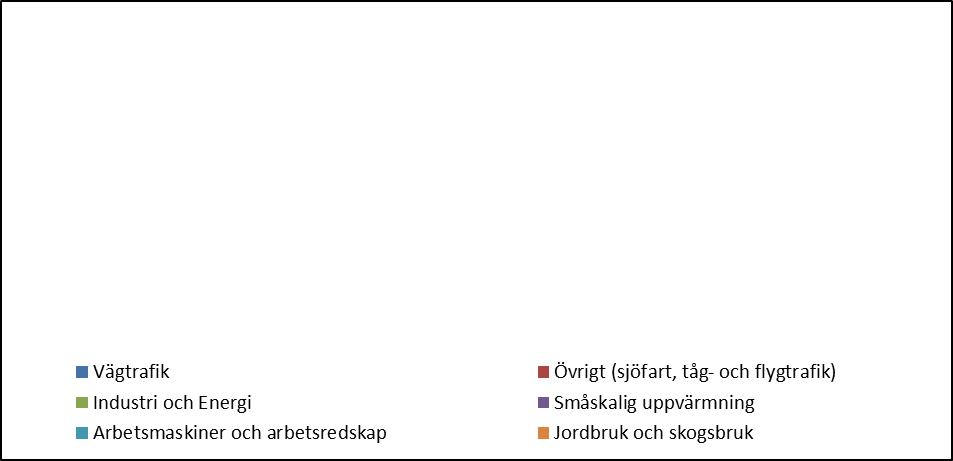 Vägtrafik
Övrigt (sjöfart, tåg- och flygtrafik)
Industri och Energi
Småskalig uppvärmning
Arbetsmaskiner och arbetsredskap
Jordbruk och skogsbruk